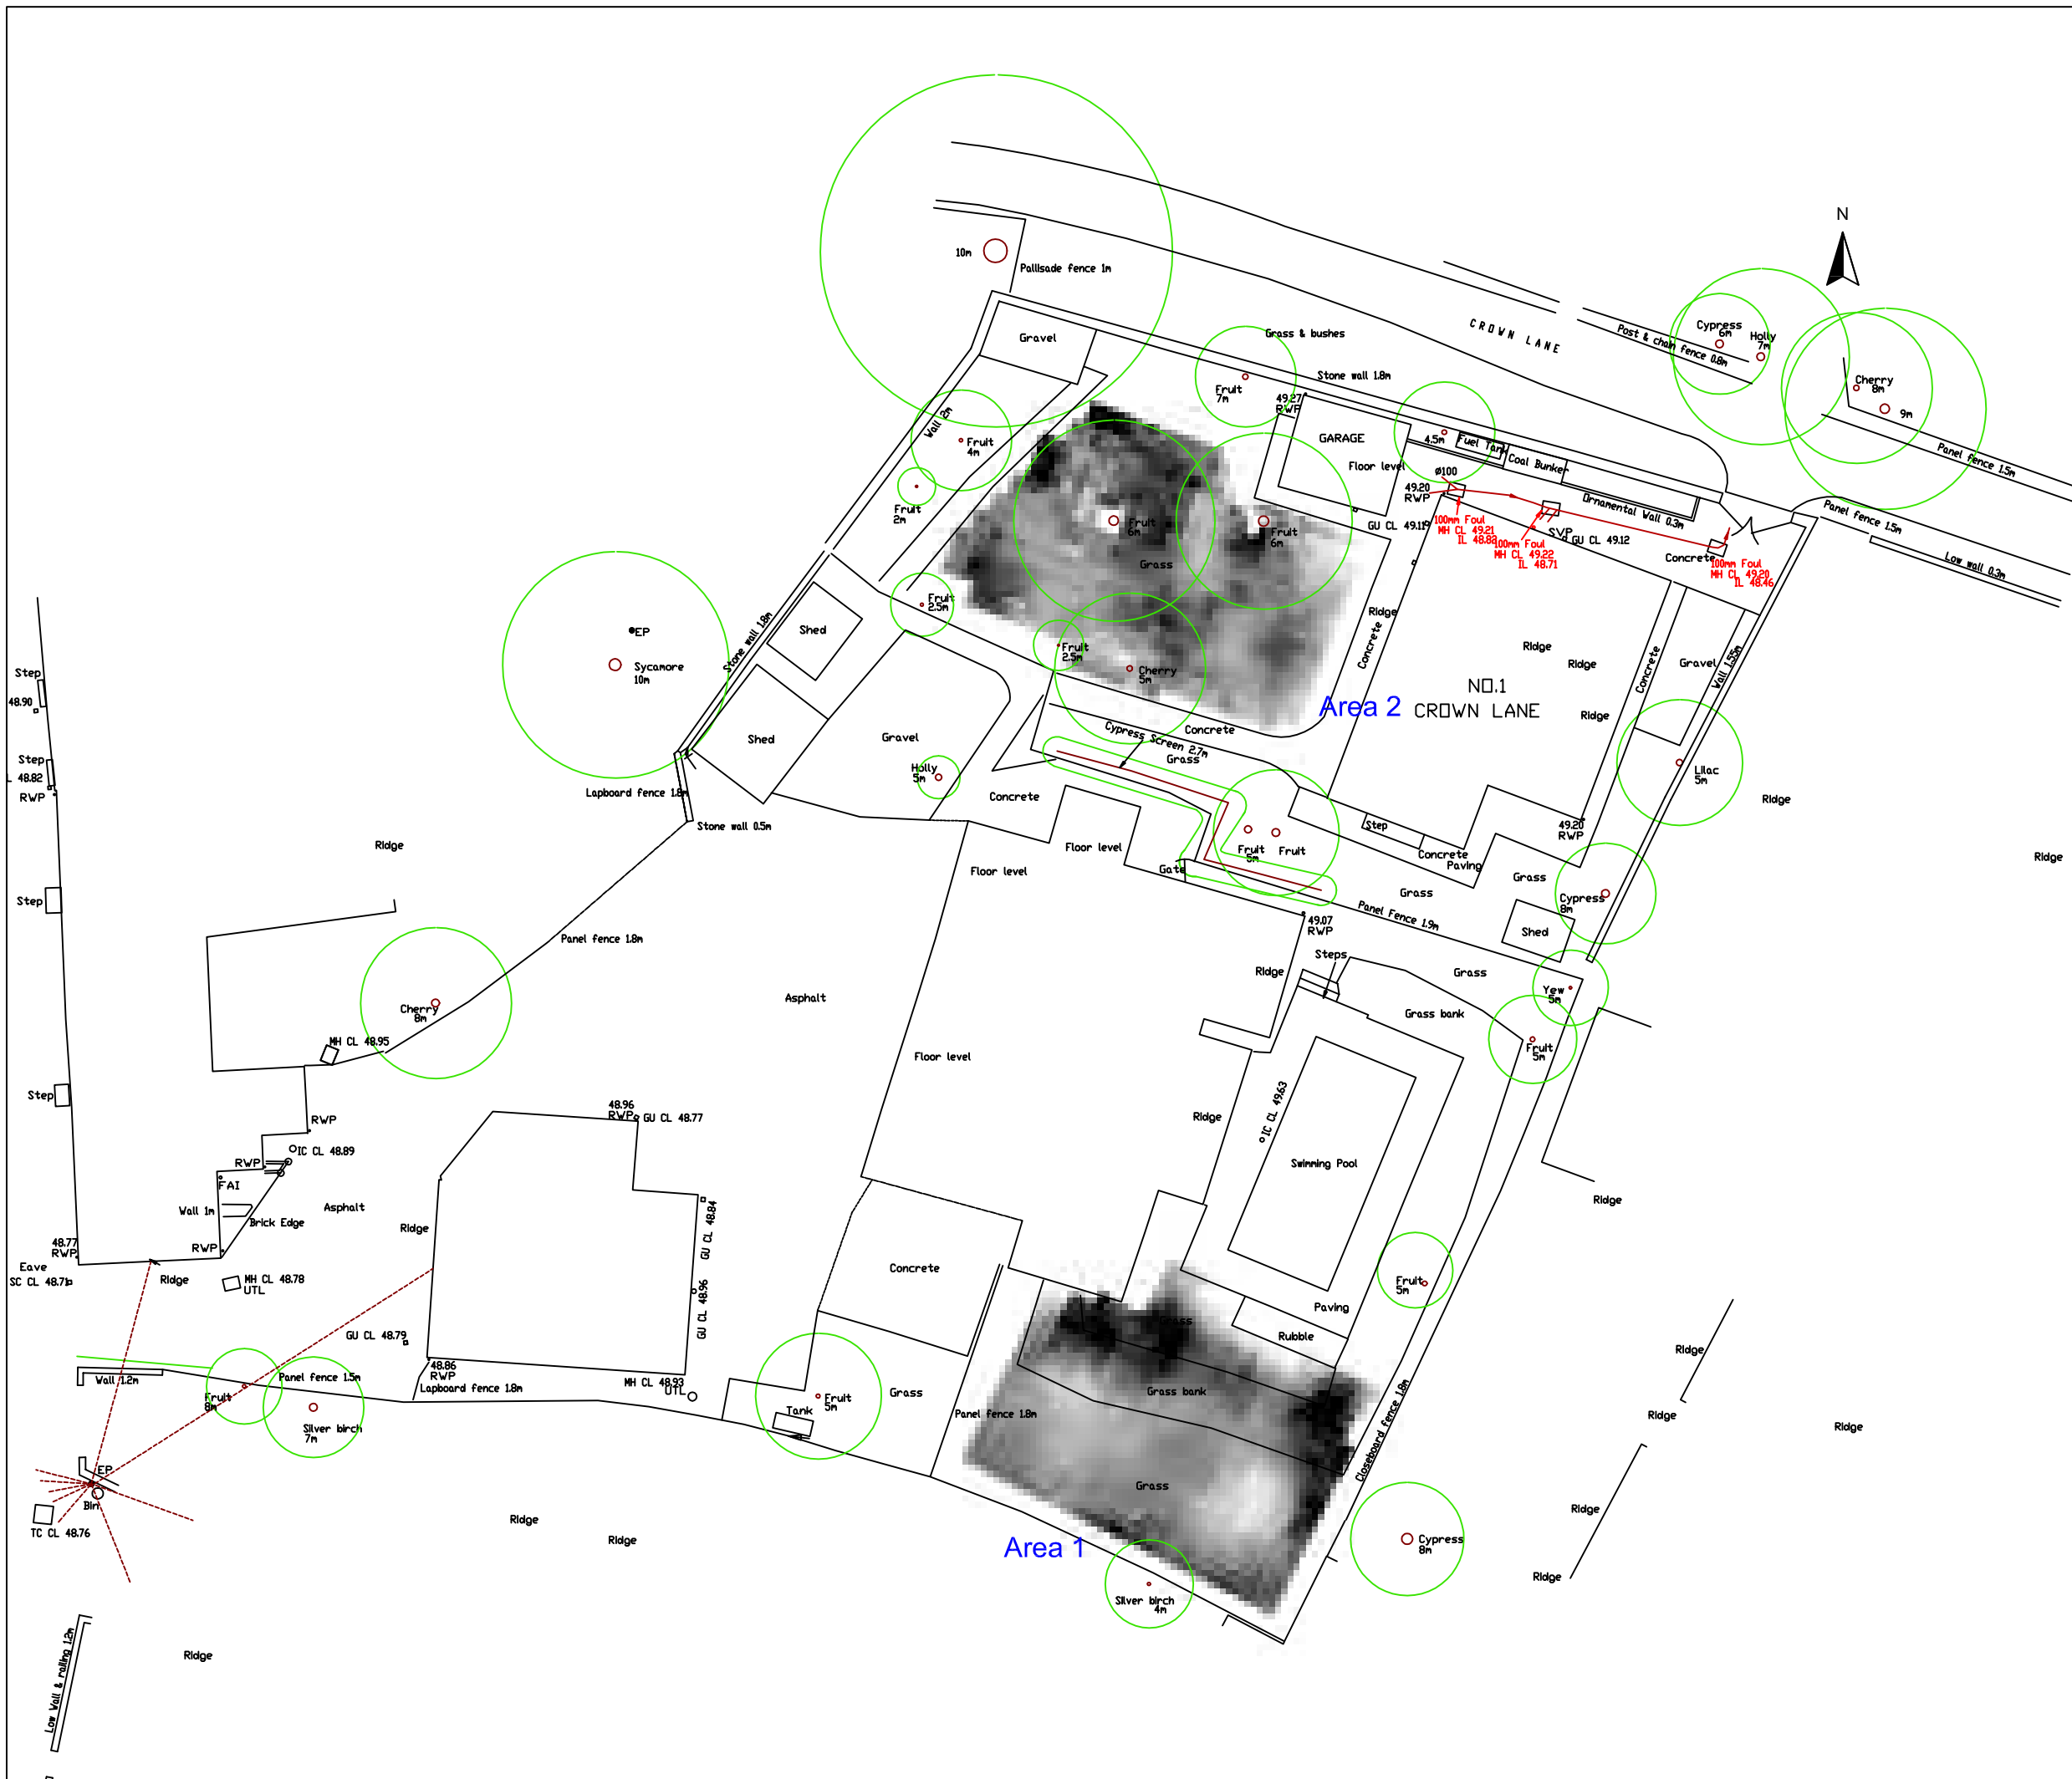 N
10m
Pallisade fence 1m
CROWN LANE
Cypress
6m
Holly
7m
Post & chain fence 0.8m
Grass & bushes
Gravel
Stone wall 1.8m
Cherry
8m
9m
Fruit
7m
49.27
RWP
Wall 2m
Fruit
4m
GARAGE
4.5m
Fuel Tank
Coal Bunker
Panel fence 1.5m
Floor level
ø100
49.20
RWP
Ornamental Wall 0.3m
Fruit
2m
Fruit
6m
Fruit
6m
GU CL 49.119
100mm Foul
MH CL 49.21
IL 48.82
SVP
GU CL 49.12
100mm Foul
MH CL 49.22
IL 48.71
Concrete
100mm Foul
MH CL 49.20
IL 48.46
Panel fence 1.5m
Low wall 0.3m
Grass
Fruit
2.5m
Shed
Stone wall 1.8m
EP
Sycamore
10m
Fruit
2.5m
Cherry
5m
Ridge
Concrete
Ridge
Ridge
Concrete
Gravel
Wall 1.55m
NO.1
CROWN LANE
Area 2
Ridge
Step
48.90
Step
L 48.82
RWP
Shed
Gravel
Concrete
Cypress Screen 2.7m
Grass
Holly
5m
Lapboard fence 1.8m
Concrete
Stone wall 0.5m
Lilac
5m
Ridge
Step
49.20
RWP
Ridge
Floor level
Floor level
Fruit
5m
Fruit
Concrete
Paving
Gate
Grass
Grass
Ridge
Cypress
8m
Step
Panel Fence 1.9m
49.07
RWP
Shed
Panel fence 1.8m
Steps
Ridge
Grass
Yew
5m
Asphalt
Cherry
8m
Grass bank
Fruit
5m
MH CL 48.95
Floor level
Step
48.96
RWP
GU CL 48.77
RWP
Ridge
IC CL 49.63
IC CL 48.89
RWP
FAI
Swimming Pool
Wall 1m
Brick Edge
Asphalt
Ridge
GU CL 48.84
Ridge
48.77
RWP
RWP
Eave
SC CL 48.71
Ridge
MH CL 48.78
UTL
Concrete
GU CL 48.96
Fruit
5m
Paving
Rubble
Grass
GU CL 48.79
48.86
RWP
Ridge
Wall 1.2m
Panel fence 1.5m
Lapboard fence 1.8m
MH CL 48.93
UTL
Fruit
8m
Silver birch
7m
Tank
Fruit
5m
Grass
Grass bank
Panel fence 1.8m
Closeboard fence 1.8m
Ridge
Ridge
EP
Bin
TC CL 48.76
Grass
Ridge
Ridge
Ridge
Area 1
Cypress
8m
Ridge
Silver birch
4m
Low Wall & railing 1.2m
Ridge